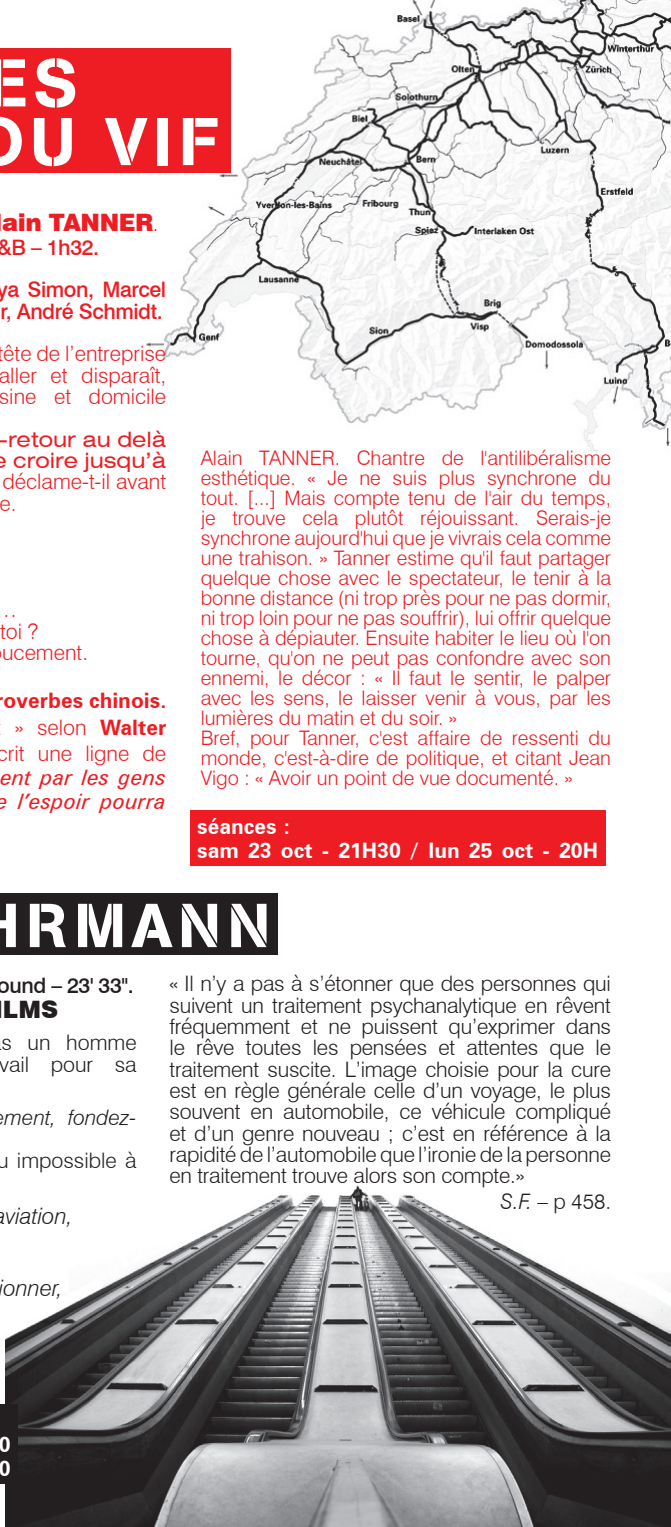 Basel
Winterthur
Olten
Zürich
Solothurn
Biel
Luzern
Neuchâtel
Bern
Erstfeld
Yverdon-les-Bains
Fribourg
Thun
Spiez
Interlaken Ost
Lausanne
Brig
Visp
Sion
Genf
Domodossola
Luino
ES
OU VIF
lain TANNER.
&B – 1h32.
ya Simon, Marcel
r, André Schmidt.
tête de l’entreprise
aller et disparaît,
sine et domicile
-retour au delà
e croire jusqu’à
déclame-t-il avant
e.
…
toi ?
oucement.
roverbes chinois.
» selon Walter
crit une ligne de
ent par les gens
e l’espoir pourra
Alain TANNER. Chantre de l'antilibéralisme
esthétique. « Je ne suis plus synchrone du
tout. [...] Mais compte tenu de l'air du temps,
je trouve cela plutôt réjouissant. Serais-je
synchrone aujourd'hui que je vivrais cela comme
une trahison. » Tanner estime qu'il faut partager
quelque chose avec le spectateur, le tenir à la
bonne distance (ni trop près pour ne pas dormir,
ni trop loin pour ne pas souffrir), lui offrir quelque
chose à dépiauter. Ensuite habiter le lieu où l'on
tourne, qu'on ne peut pas confondre avec son
ennemi, le décor : « Il faut le sentir, le palper
avec les sens, le laisser venir à vous, par les
lumières du matin et du soir. »
Bref, pour Tanner, c'est affaire de ressenti du
monde, c'est-à-dire de politique, et citant Jean
Vigo : « Avoir un point de vue documenté. »
séances :
sam 23 oct - 21H30 / lun 25 oct - 20H
HRMANN
ound – 23' 33".
ILMS
as un homme
vail pour sa
ement, fondez-
u impossible à
aviation,
ionner,
0
0
« Il n’y a pas à s’étonner que des personnes qui
suivent un traitement psychanalytique en rêvent
fréquemment et ne puissent qu’exprimer dans
le rêve toutes les pensées et attentes que le
traitement suscite. L’image choisie pour la cure
est en règle générale celle d’un voyage, le plus
souvent en automobile, ce véhicule compliqué
et d’un genre nouveau ; c’est en référence à la
rapidité de l’automobile que l’ironie de la personne
en traitement trouve alors son compte.»
S.F. – p 458.